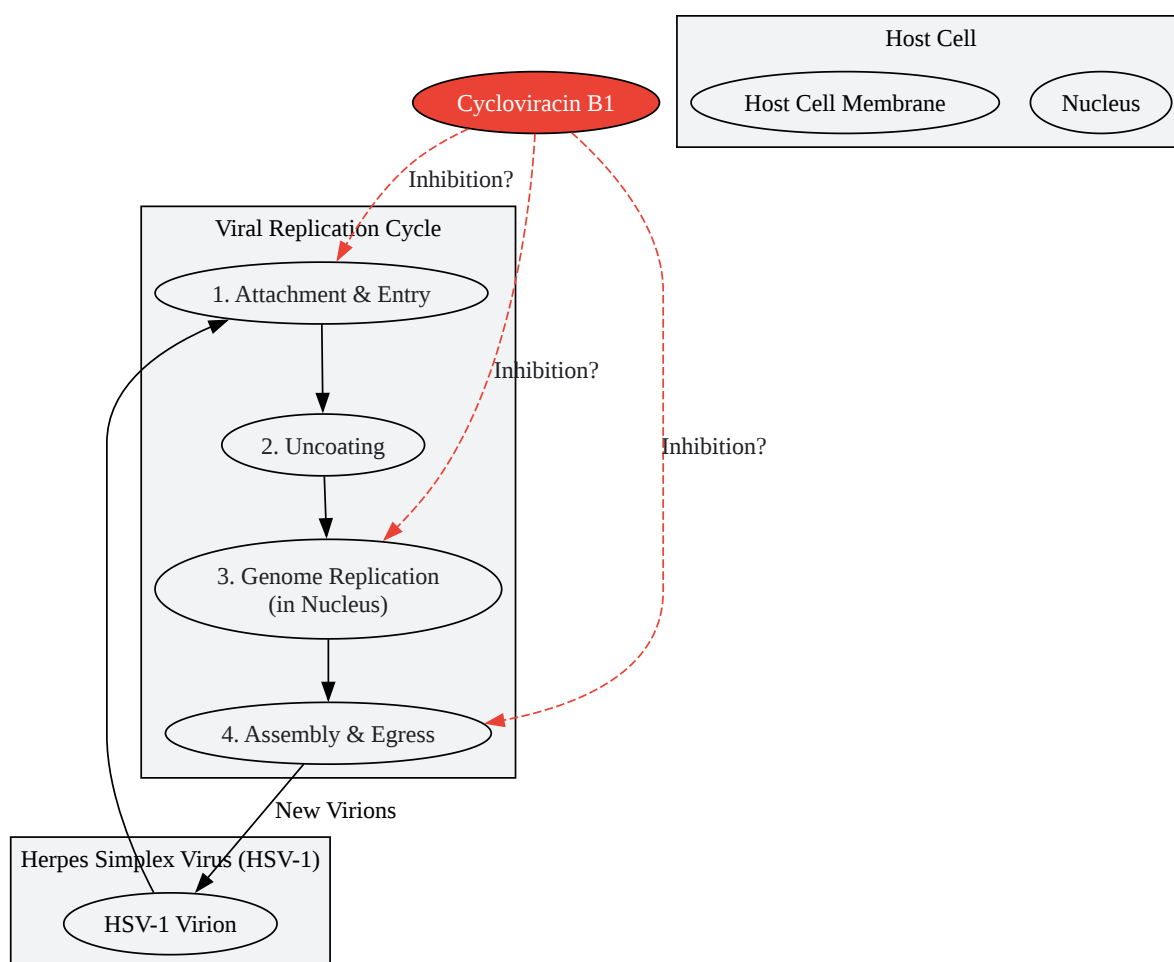 Host Cell
Cycloviracin B1
Host Cell Membrane
Nucleus
Inhibition?
Viral Replication Cycle
1. Attachment & Entry
Inhibition?
2. Uncoating
Inhibition?
3. Genome Replication
(in Nucleus)
4. Assembly & Egress
New Virions
Herpes Simplex Virus (HSV-1)
HSV-1 Virion